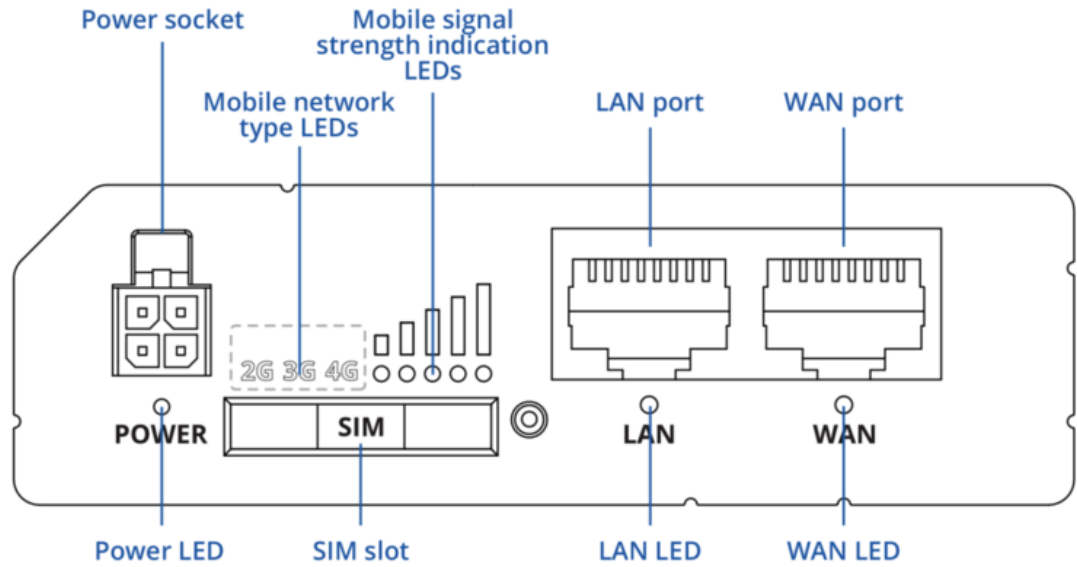 Power socket
Mobile signal
strength indication
LEDs
Mobile network
type LEDs
LAN port
WAN port
2G 3G 4G
POWER
SIM
LAN
WAN
Power LED
SIM slot
LAN LED
WAN LED